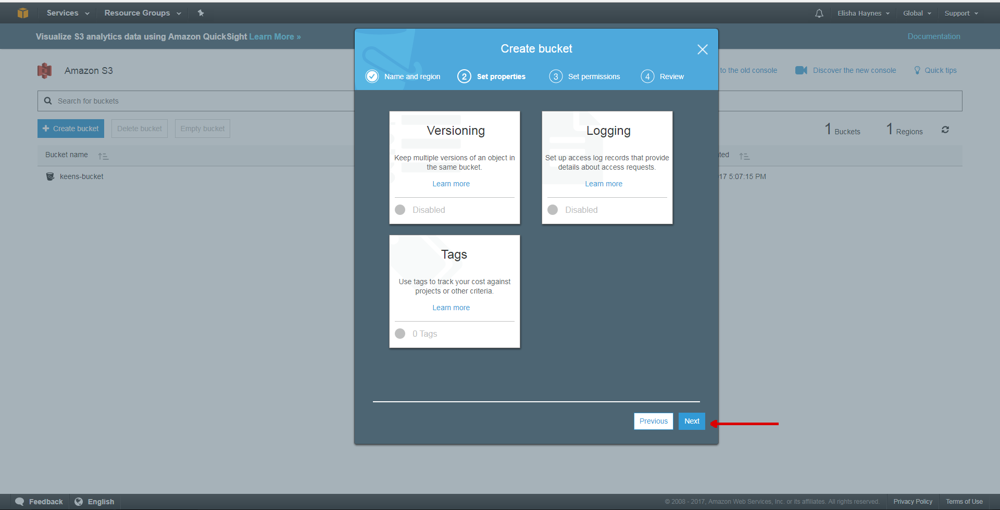 Services Resource Groups Elisha Haynes Global Support
Visualize S3 analytics data using Amazon QuickSight Learn More » Documentation
Create bucket
Amazon S3 to the old console Discover the new console Quick tips
Name and region 2 Set properties 3 Set permissions 4 Review
Search for buckets
Create bucket Delete bucket Empty bucket 1 Buckets 1 Regions
Bucket name ted
keens-bucket 17 5:07:15 PM
Versioning
Keep multiple versions of an object in
the same bucket.
Learn more
Disabled
Logging
Set up access log records that provide
details about access requests.
Learn more
Disabled
Tags
Use tags to track your cost against
projects or other criteria.
Learn more
0 Tags
Previous Next
Feedback English © 2008 - 2017, Amazon Web Services, Inc. or its affiliates. All rights reserved. Privacy Policy Terms of Use